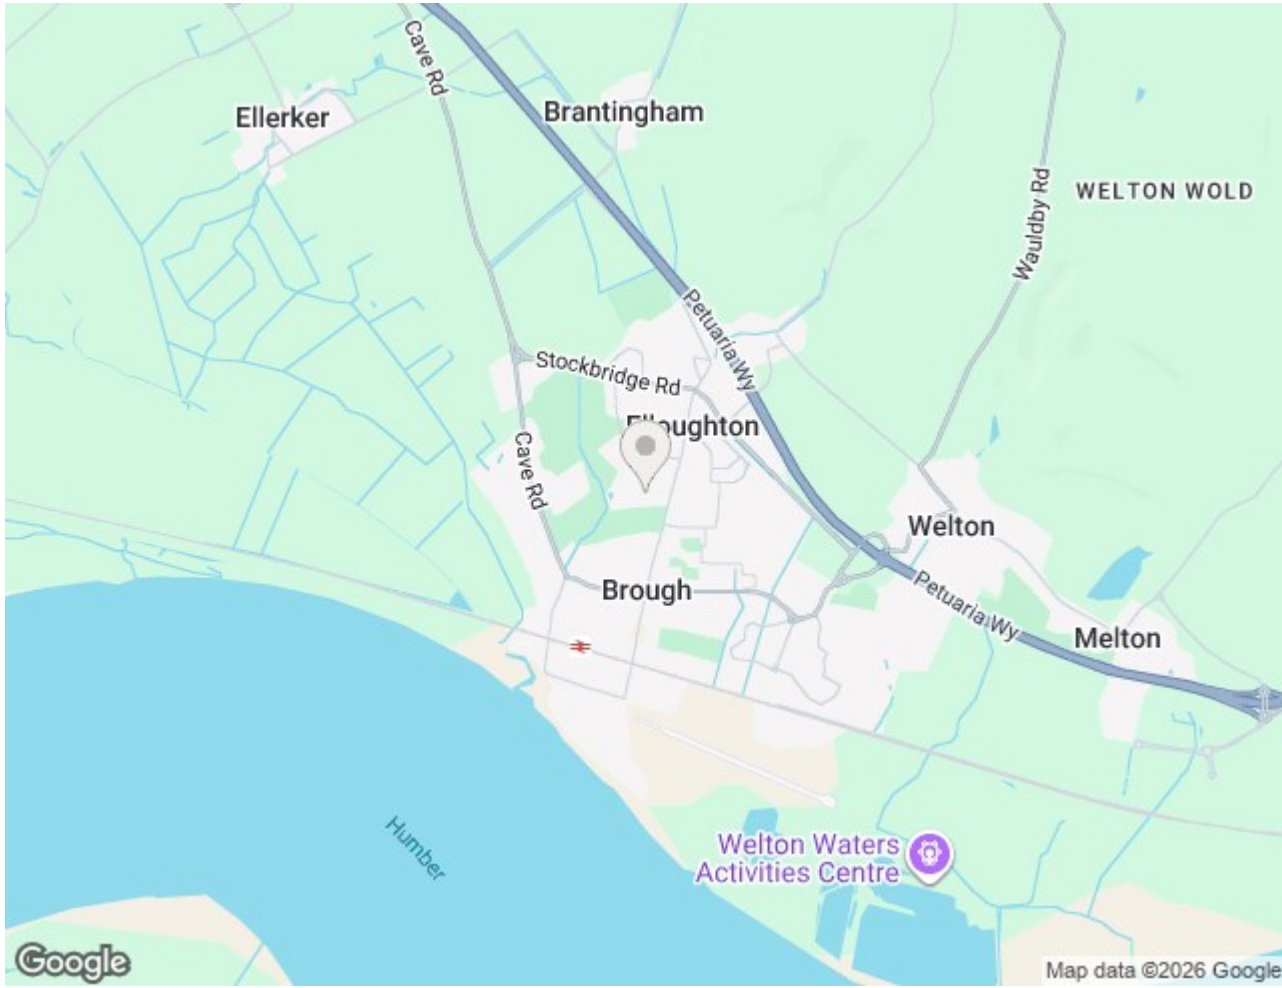 Cave Rd
Ellerker
Brantingham
WELTON WOLD
Wauldby Rd
Petuaria Wy
Stockbridge Rd
Elloughton
Cave Rd
Welton
Brough
Petuaria Wy
Melton
Humber
Welton Waters
Activities Centre
Google
Map data ©2026 Google